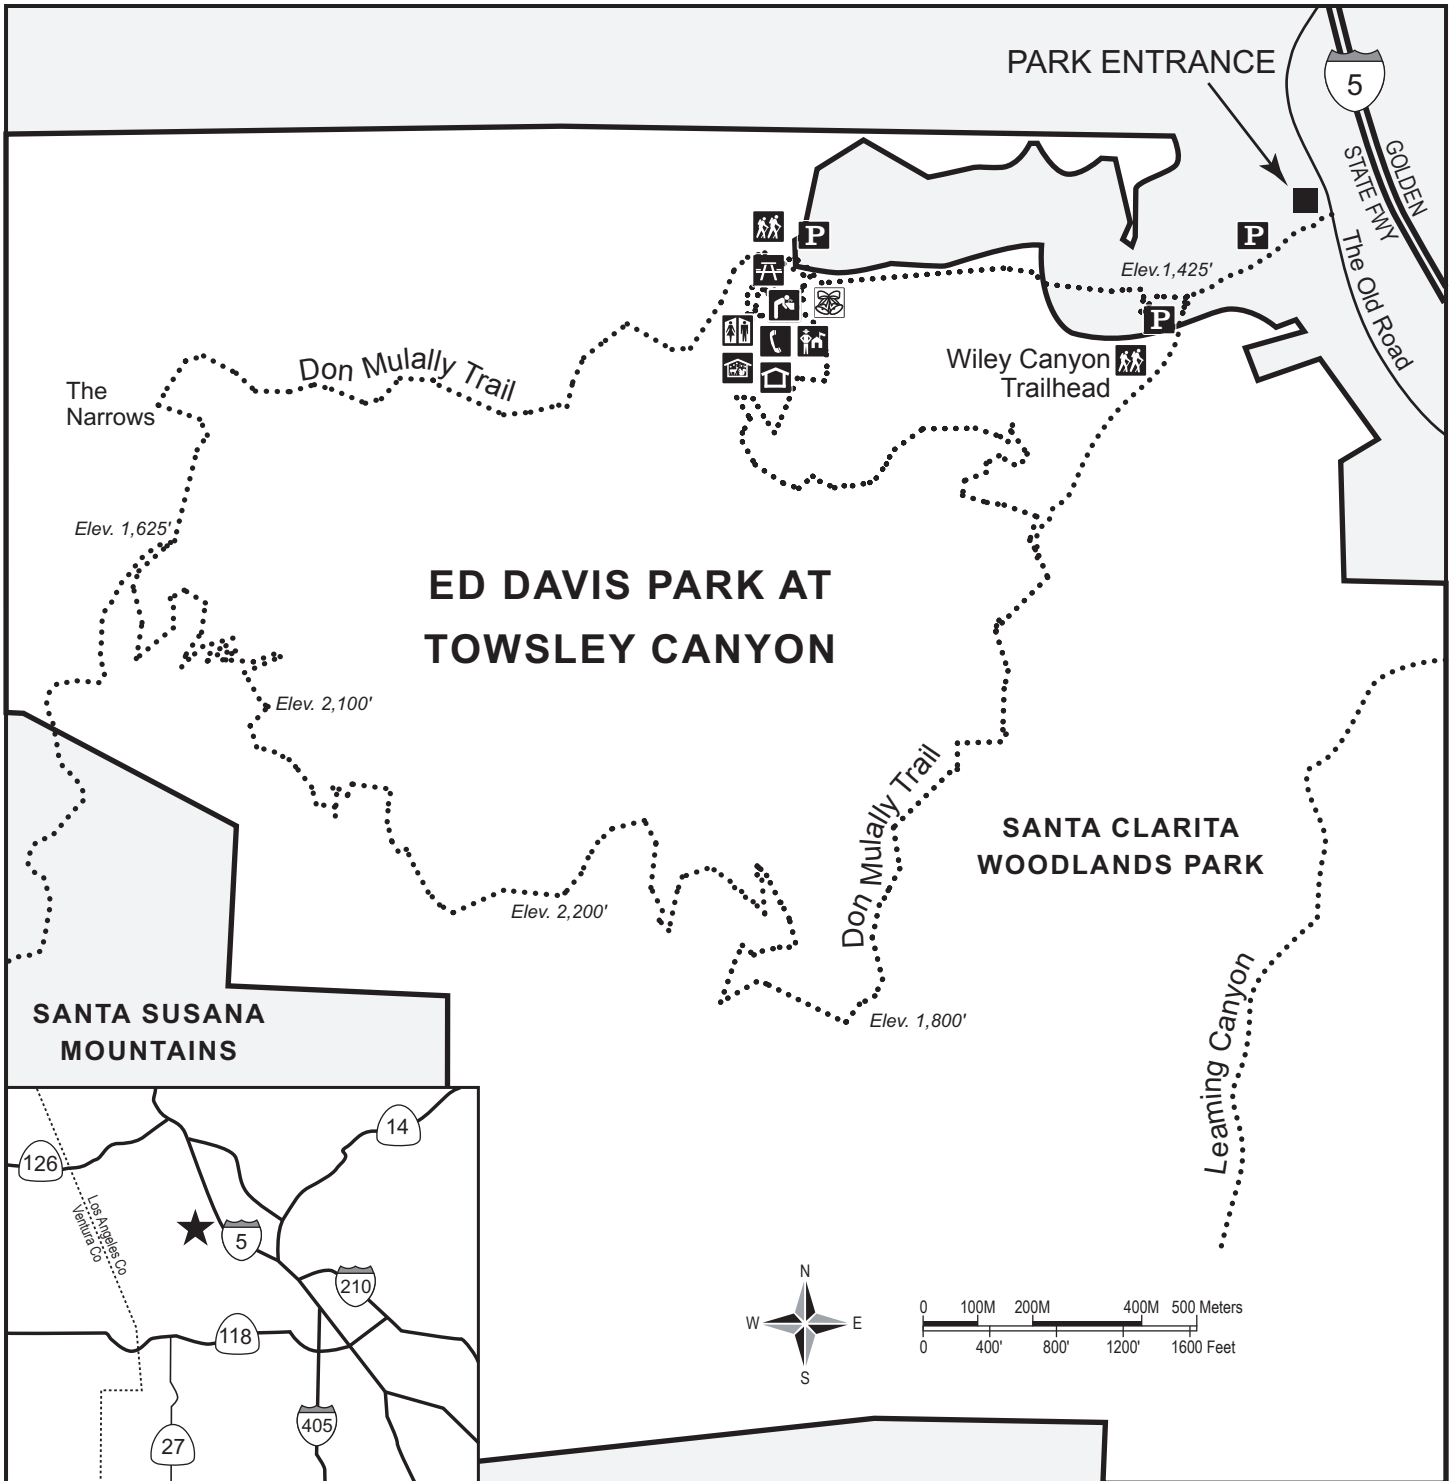 PARK ENTRANCE
5
GOLDEN
STATE FWY
The Old Road
P
P
Elev.1,425'
P
Wiley Canyon
Trailhead
Don Mulally Trail
The
Narrows
Elev. 1,625'
ED DAVIS PARK AT
TOWSLEY CANYON
Elev. 2,100'
Don Mulally Trail
SANTA CLARITA
WOODLANDS PARK
Elev. 2,200'
Elev. 1,800'
Leaming Canyon
SANTA SUSANA
MOUNTAINS
14
126
Los Angeles Co
Ventura Co
5
210
118
405
27
N
W E
S
0 100M 200M 400M 500 Meters
0 400' 800' 1200' 1600 Feet